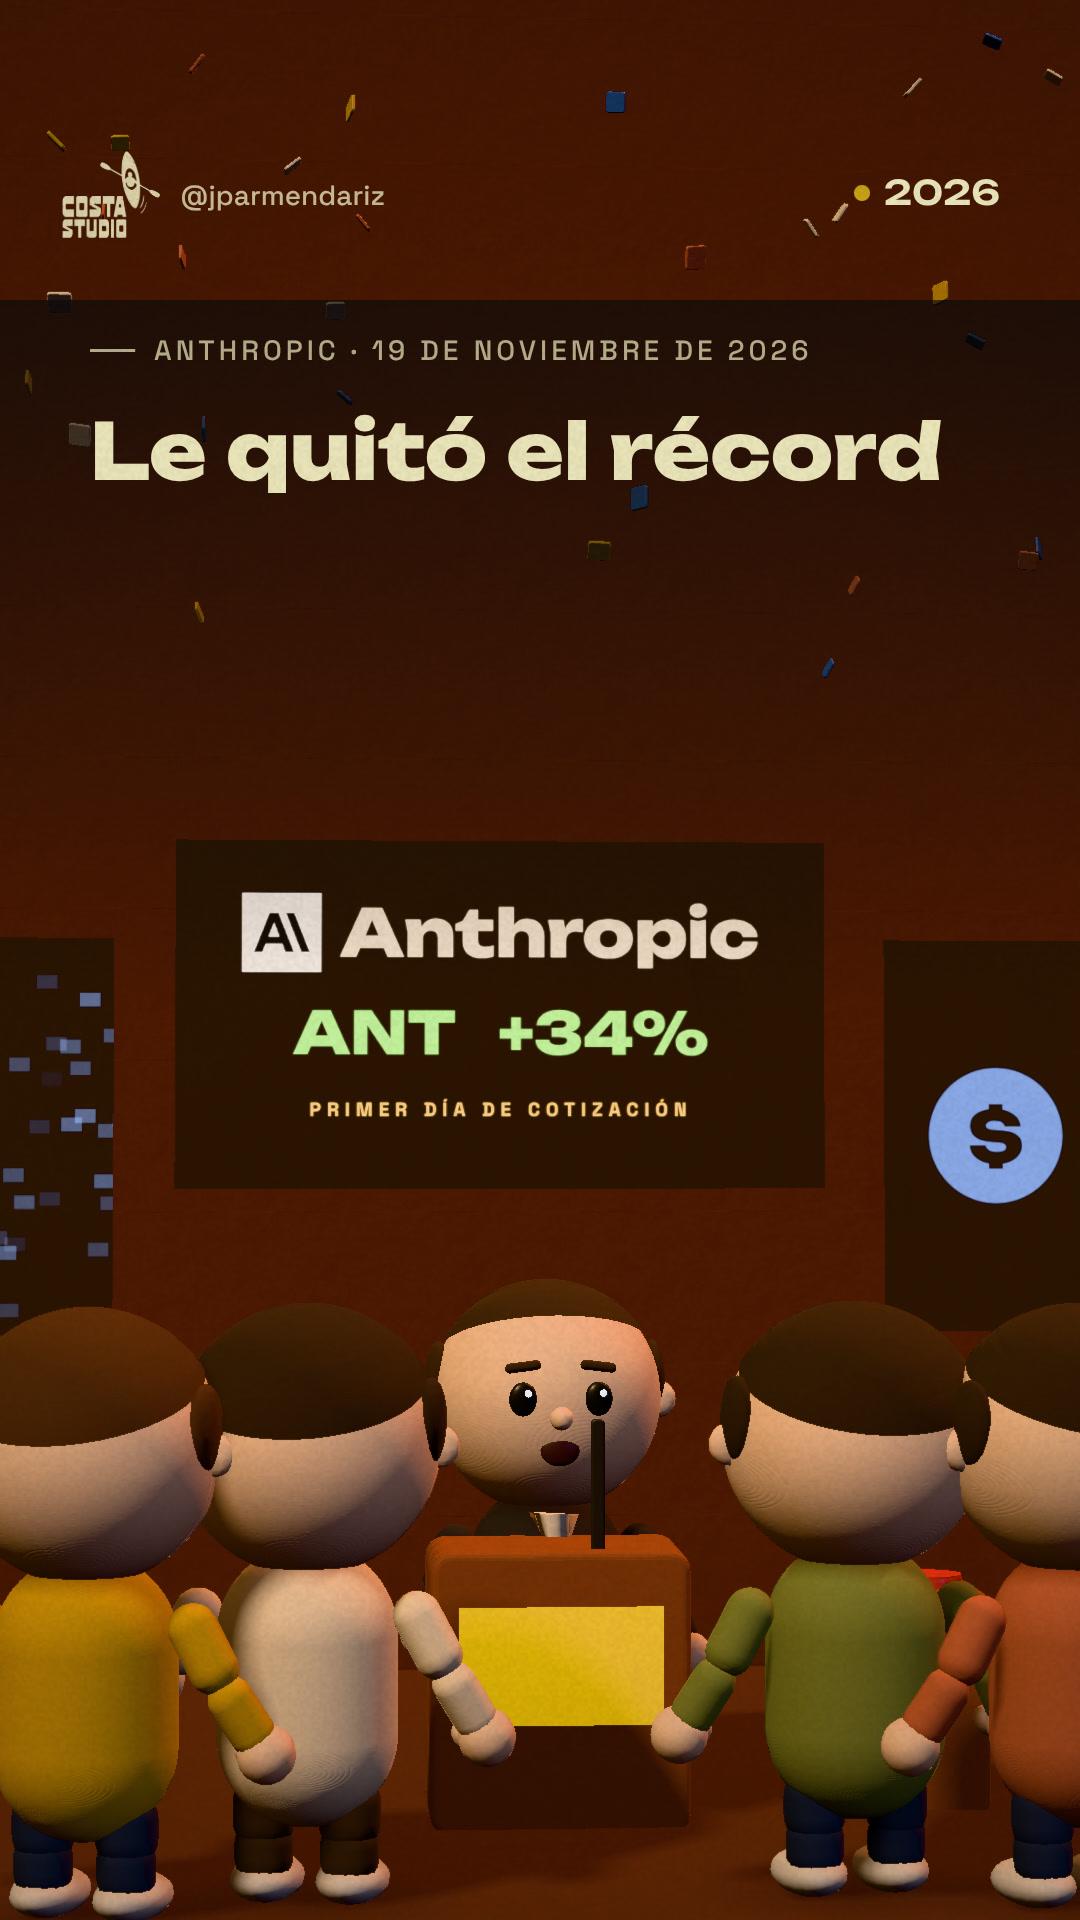 COSTA
STUDIO
@jparmendariz
2026
ANTHROPIC · 19 DE NOVIEMBRE DE 2026
Le quitó el récord
A\ Anthropic
ANT +34%
PRIMER DÍA DE COTIZACIÓN
$